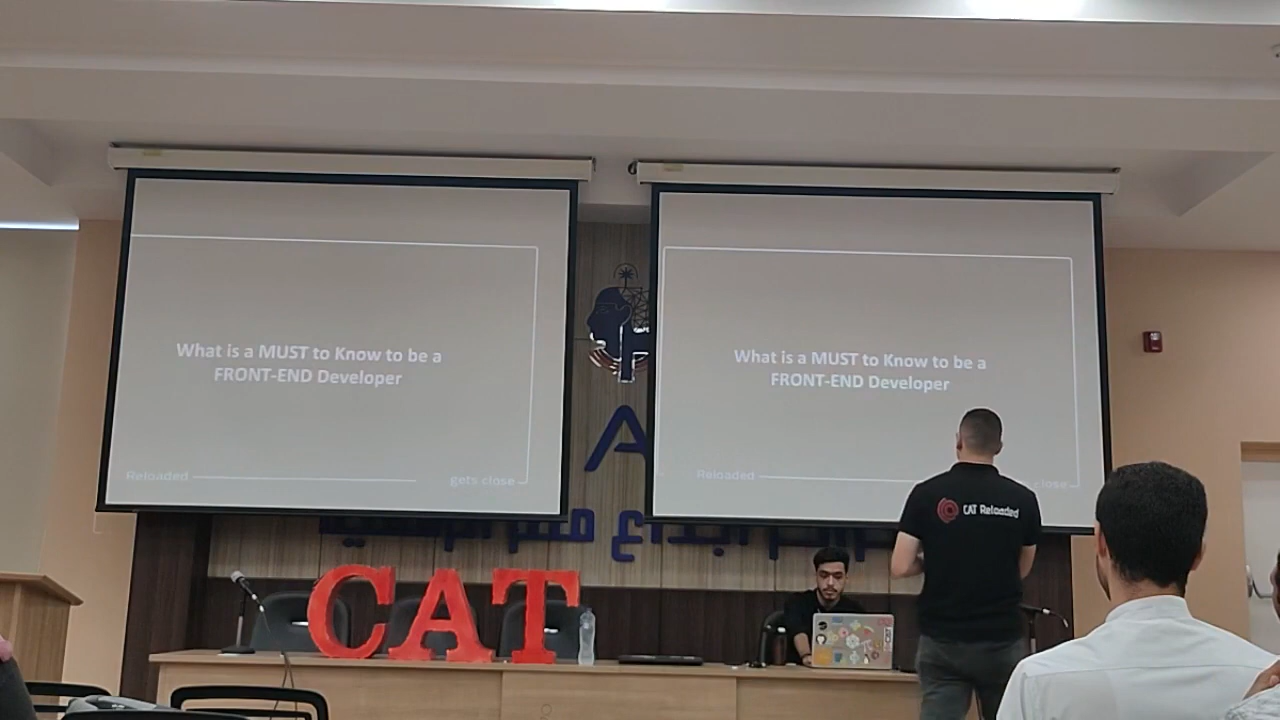 What is a MUST to Know to be a
FRONT-END Developer
Reloaded
gets close
What is a MUST to Know to be a
FRONT-END Developer
Reloaded
close
A
CAT Reloaded
CAT